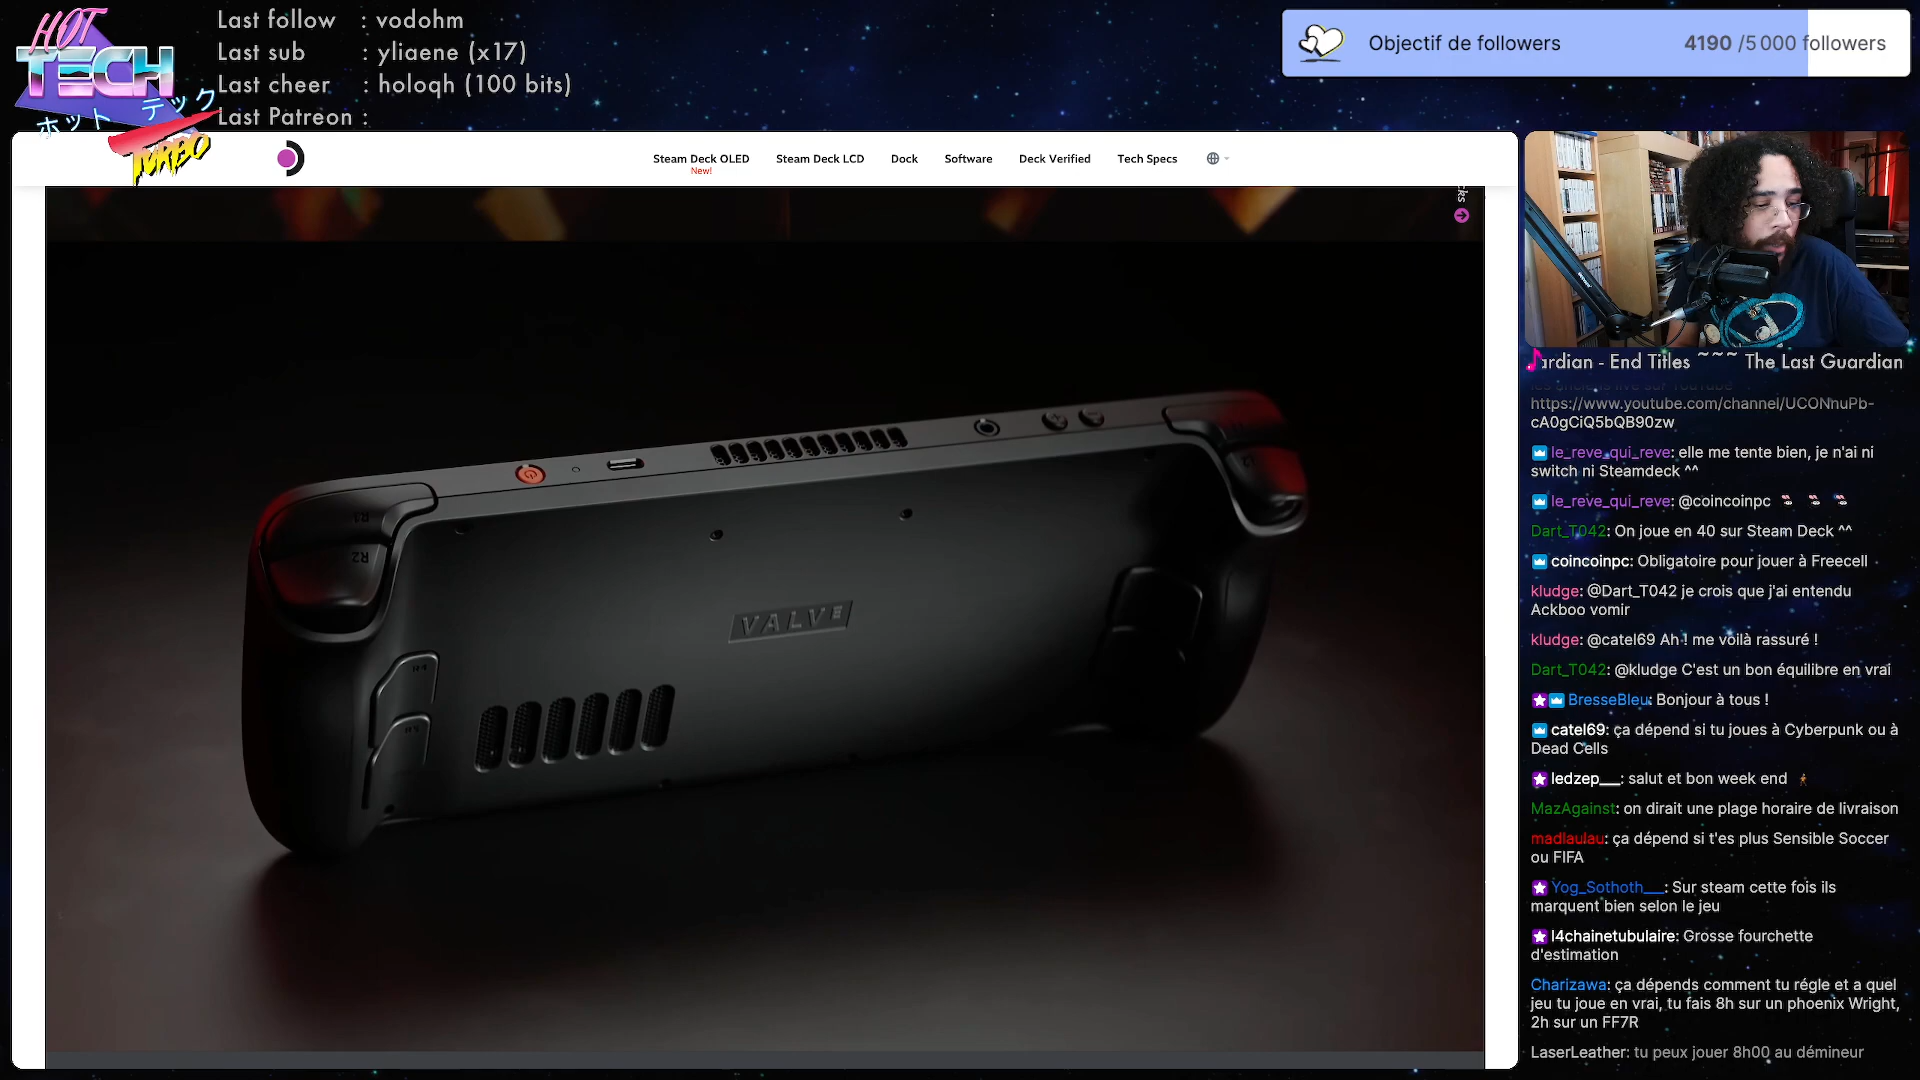 HOT
TECH
ホット テック
TURBO
Last follow : vodohm
Last sub : yliaene (x17)
Last cheer : holoqh (100 bits)
Last Patreon :
Objectif de followers 4190 /5 000 followers
Steam Deck OLED Steam Deck LCD Dock Software Deck Verified Tech Specs
New!
cks
R1
R2
VALVE
R4
R5
ardian - End Titles ~~~ The Last Guardian
https://www.youtube.com/channel/UCONnuPb-
cA0gCiQ5bQB90zw
le_reve_qui_reve: elle me tente bien, je n'ai ni
switch ni Steamdeck ^^
le_reve_qui_reve: @coincoinpc
Dart_T042: On joue en 40 sur Steam Deck ^^
coincoinpc: Obligatoire pour jouer à Freecell
kludge: @Dart_T042 je crois que j'ai entendu
Ackboo vomir
kludge: @catel69 Ah ! me voilà rassuré !
Dart_T042: @kludge C'est un bon équilibre en vrai
BresseBleu: Bonjour à tous !
catel69: ça dépend si tu joues à Cyberpunk ou à
Dead Cells
ledzep___: salut et bon week end
MazAgainst: on dirait une plage horaire de livraison
madlaulau: ça dépend si t'es plus Sensible Soccer
ou FIFA
Yog_Sothoth___: Sur steam cette fois ils
marquent bien selon le jeu
l4chainetubulaire: Grosse fourchette
d'estimation
Charizawa: ça dépends comment tu régle et a quel
jeu tu joue en vrai, tu fais 8h sur un phoenix Wright,
2h sur un FF7R
LaserLeather: tu peux jouer 8h00 au démineur